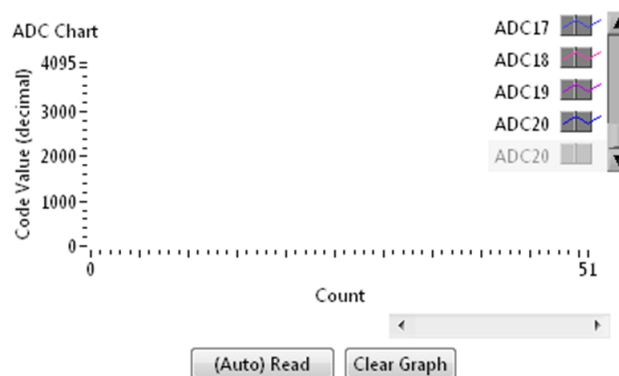 ADC Chart
ADC17
ADC18
ADC19
ADC20
ADC20
Code Value (decimal)
4095
3000
2000
1000
0
0
51
Count
(Auto) Read
Clear Graph